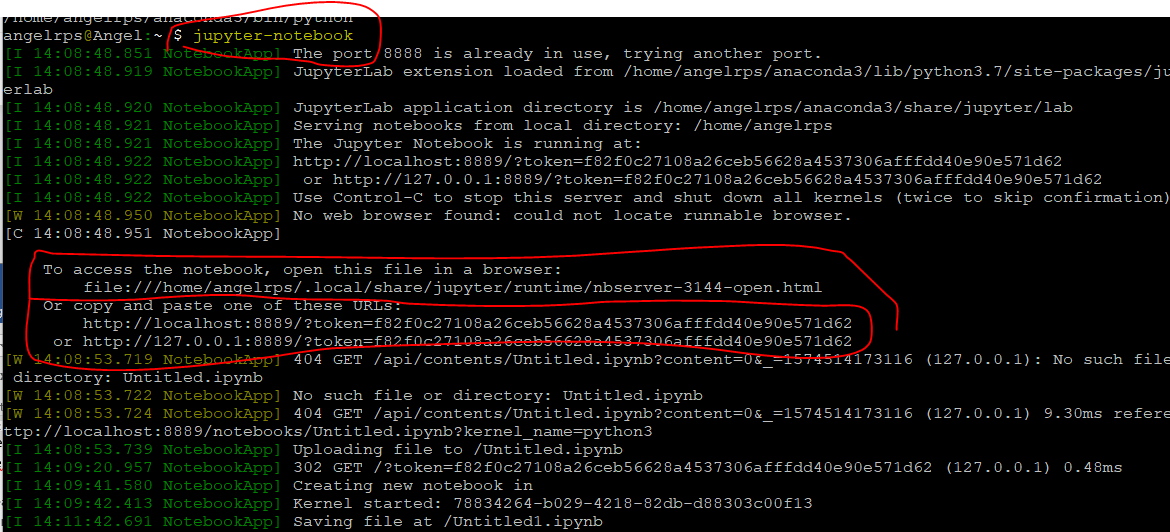 /home/angelrps/anaconda3/bin/python
angelrps@Angel:~$ jupyter-notebook
[I 14:08:48.851 NotebookApp] The port 8888 is already in use, trying another port.
[I 14:08:48.919 NotebookApp] JupyterLab extension loaded from /home/angelrps/anaconda3/lib/python3.7/site-packages/ju
erlab
[I 14:08:48.920 NotebookApp] JupyterLab application directory is /home/angelrps/anaconda3/share/jupyter/lab
[I 14:08:48.921 NotebookApp] Serving notebooks from local directory: /home/angelrps
[I 14:08:48.921 NotebookApp] The Jupyter Notebook is running at:
[I 14:08:48.922 NotebookApp] http://localhost:8889/?token=f82f0c27108a26ceb56628a4537306afffdd40e90e571d62
[I 14:08:48.922 NotebookApp]  or http://127.0.0.1:8889/?token=f82f0c27108a26ceb56628a4537306afffdd40e90e571d62
[I 14:08:48.922 NotebookApp] Use Control-C to stop this server and shut down all kernels (twice to skip confirmation)
[W 14:08:48.950 NotebookApp] No web browser found: could not locate runnable browser.
[C 14:08:48.951 NotebookApp]
To access the notebook, open this file in a browser:
file:///home/angelrps/.local/share/jupyter/runtime/nbserver-3144-open.html
Or copy and paste one of these URLs:
http://localhost:8889/?token=f82f0c27108a26ceb56628a4537306afffdd40e90e571d62
or http://127.0.0.1:8889/?token=f82f0c27108a26ceb56628a4537306afffdd40e90e571d62
[W 14:08:53.719 NotebookApp] 404 GET /api/contents/Untitled.ipynb?content=0&_=1574514173116 (127.0.0.1): No such file
directory: Untitled.ipynb
[W 14:08:53.722 NotebookApp] No such file or directory: Untitled.ipynb
[W 14:08:53.724 NotebookApp] 404 GET /api/contents/Untitled.ipynb?content=0&_=1574514173116 (127.0.0.1) 9.30ms refere
ttp://localhost:8889/notebooks/Untitled.ipynb?kernel_name=python3
[I 14:08:53.739 NotebookApp] Uploading file to /Untitled.ipynb
[I 14:09:20.957 NotebookApp] 302 GET /?token=f82f0c27108a26ceb56628a4537306afffdd40e90e571d62 (127.0.0.1) 0.48ms
[I 14:09:41.580 NotebookApp] Creating new notebook in
[I 14:09:42.413 NotebookApp] Kernel started: 78834264-b029-4218-82db-d88303c00f13
[I 14:11:42.691 NotebookApp] Saving file at /Untitled1.ipynb